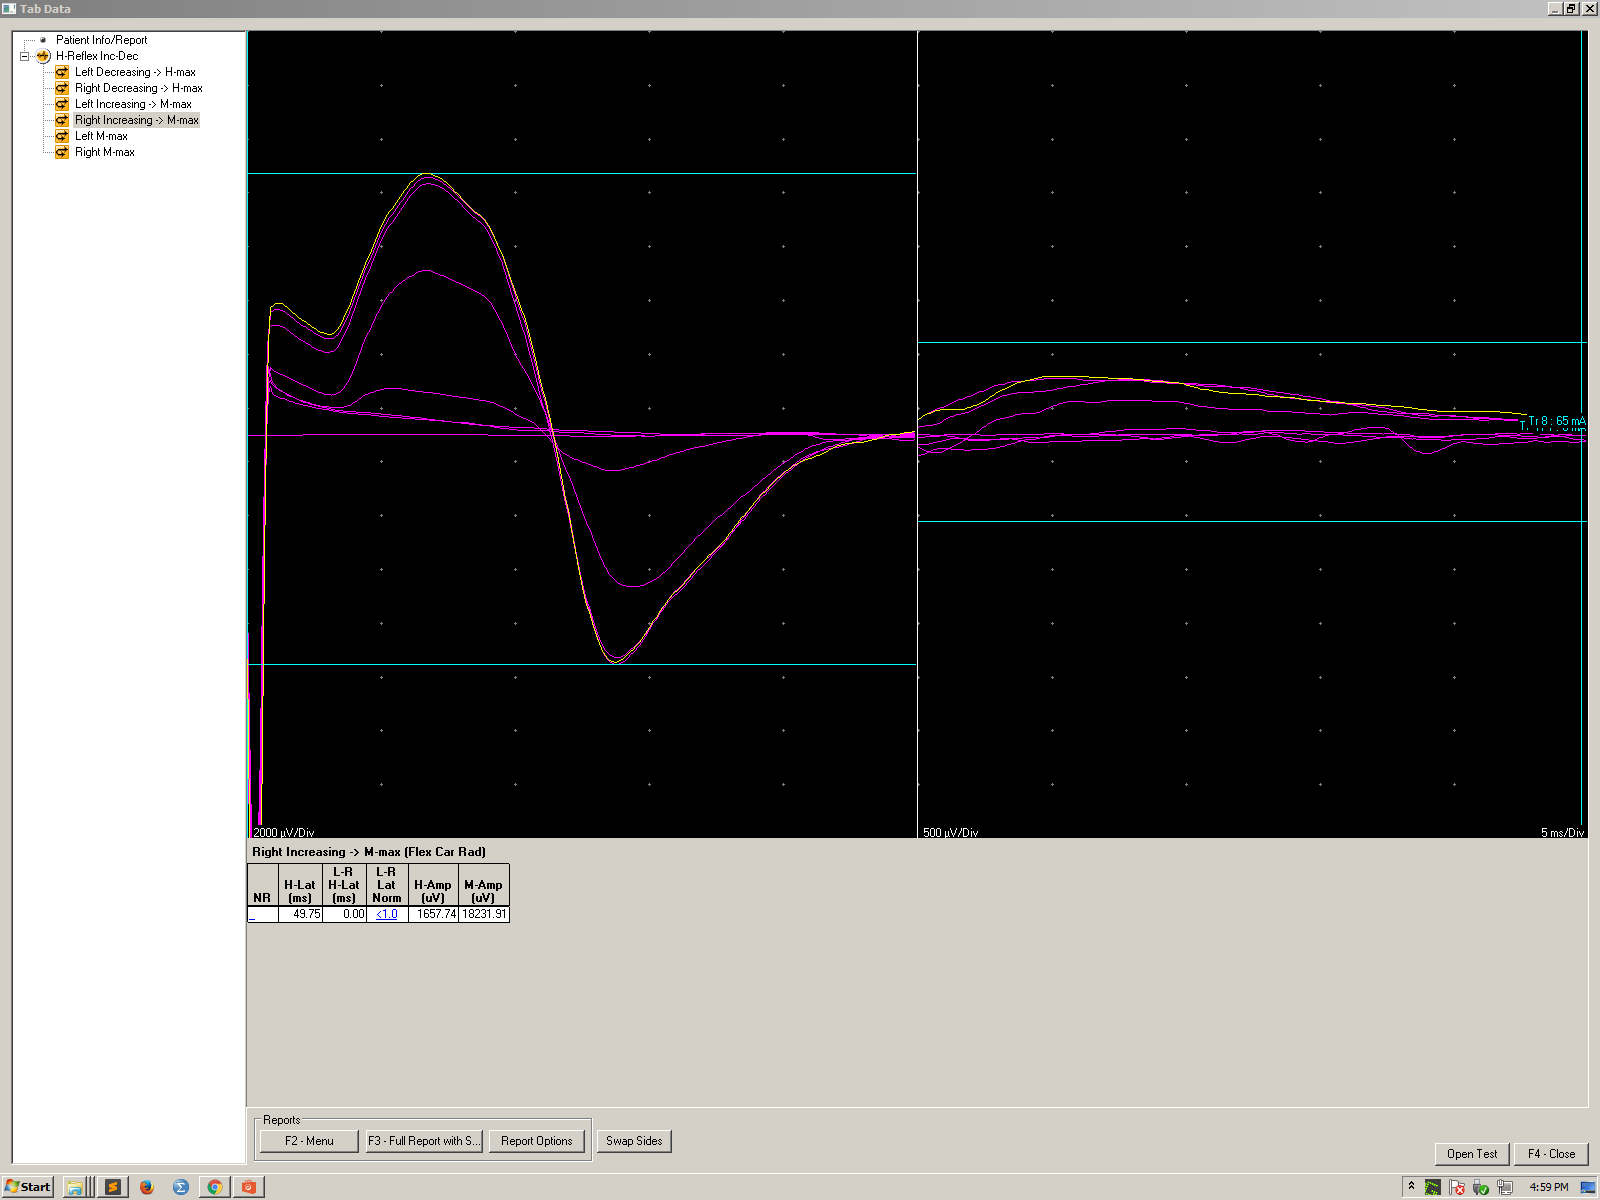 Tab Data
Patient Info/Report
H-Reflex Inc-Dec
Left Decreasing -> H-max
Right Decreasing -> H-max
Left Increasing -> M-max
Right Increasing -> M-max
Left M-max
Right M-max
Tr 8 : 65 mA
2000 µV/Div
500 µV/Div
5 ms/Div
Right Increasing -> M-max (Flex Car Rad)
NR
H-Lat (ms)
L-R H-Lat (ms)
L-R Lat Norm
H-Amp (uV)
M-Amp (uV)
_ 49.75 0.00 <1.0 1657.74 18231.91
Reports
F2 - Menu
F3 - Full Report with S...
Report Options
Swap Sides
Open Test
F4 - Close
Start
4:59 PM